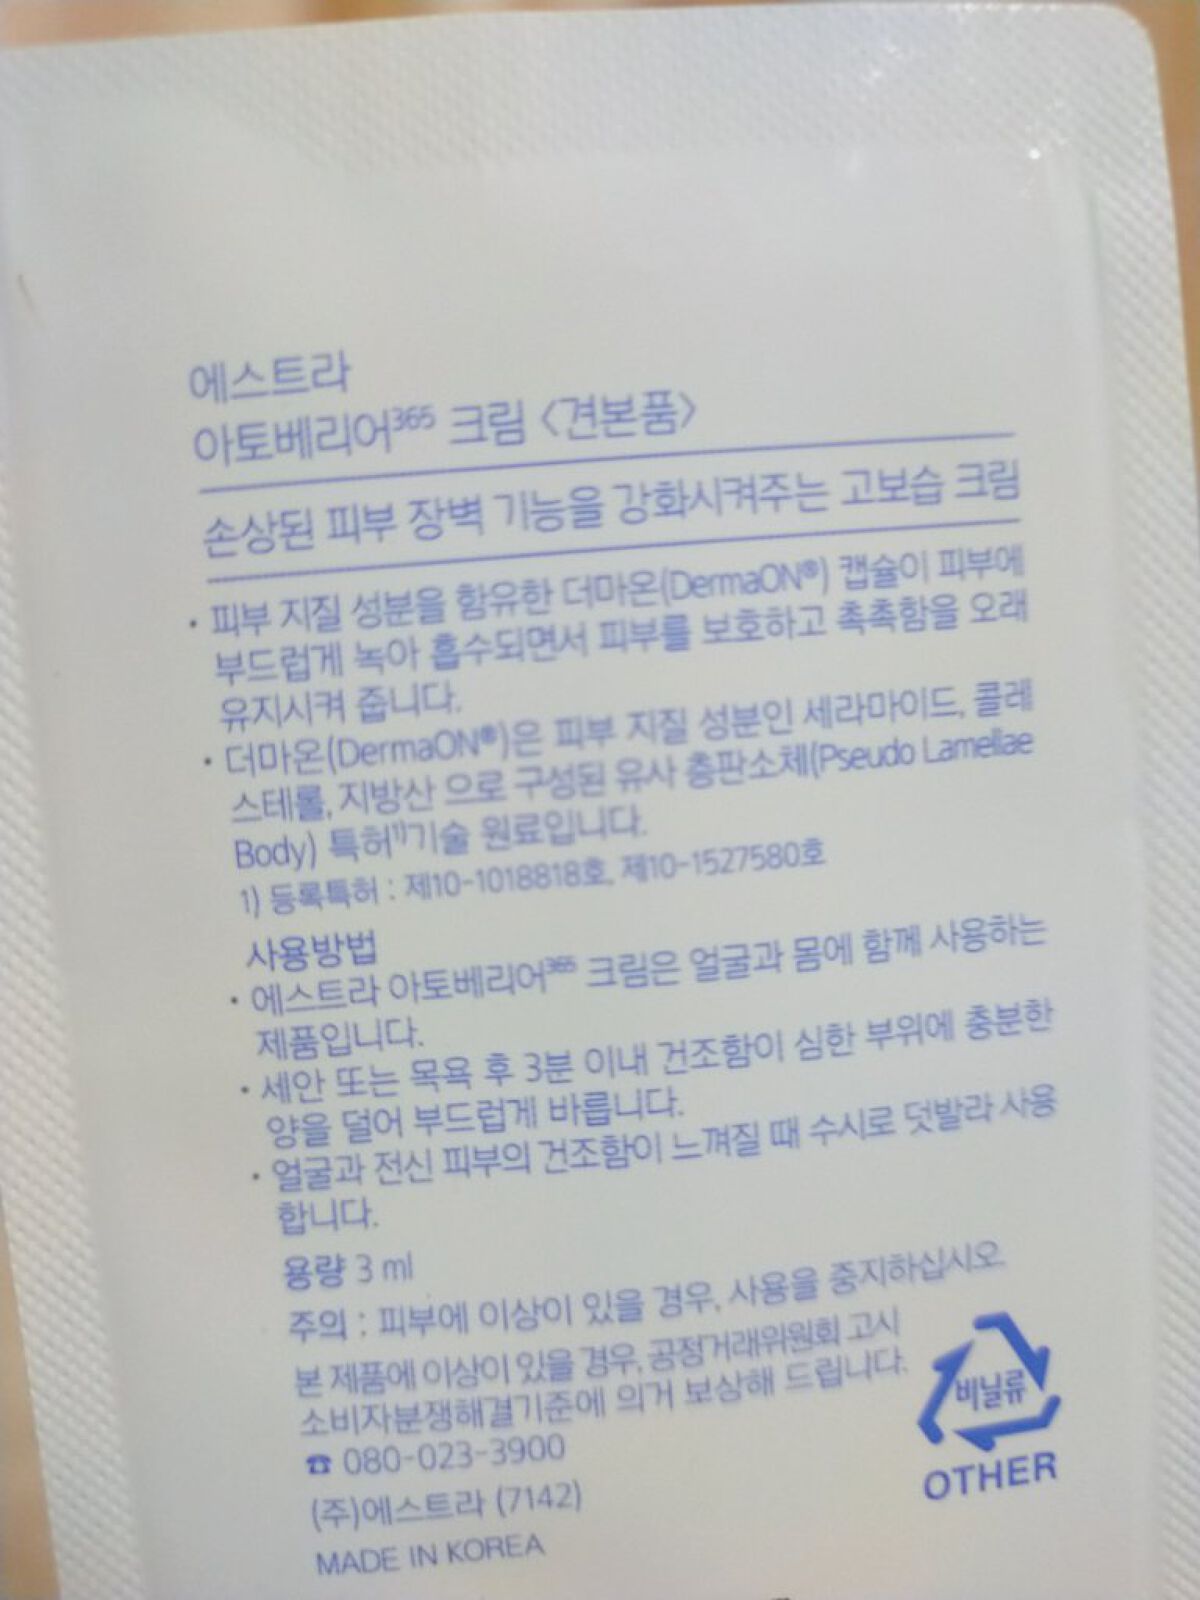 에스트라
아토베리어365 크림 <견본품>
손상된 피부 장벽 기능을 강화시켜주는 고보습 크림
· 피부 지질 성분을 함유한 더마온(DermaON®) 캡슐이 피부에
부드럽게 녹아 흡수되면서 피부를 보호하고 촉촉함을 오래
유지시켜 줍니다.
· 더마온(DermaON®)은 피부 지질 성분인 세라마이드, 콜레
스테롤, 지방산 으로 구성된 유사 층판소체(Pseudo Lamellae
Body) 특허1)기술 원료입니다.
1) 등록특허 : 제10-1018818호, 제10-1527580호
사용방법
· 에스트라 아토베리어365 크림은 얼굴과 몸에 함께 사용하는
제품입니다.
· 세안 또는 목욕 후 3분 이내 건조함이 심한 부위에 충분한
양을 덜어 부드럽게 바릅니다.
· 얼굴과 전신 피부의 건조함이 느껴질 때 수시로 덧발라 사용
합니다.
용량 3 ml
주의 : 피부에 이상이 있을 경우, 사용을 중지하십시오.
본 제품에 이상이 있을 경우, 공정거래위원회 고시
소비자분쟁해결기준에 의거 보상해 드립니다.
☎ 080-023-3900
(주)에스트라 (7142)
MADE IN KOREA
비닐류
OTHER